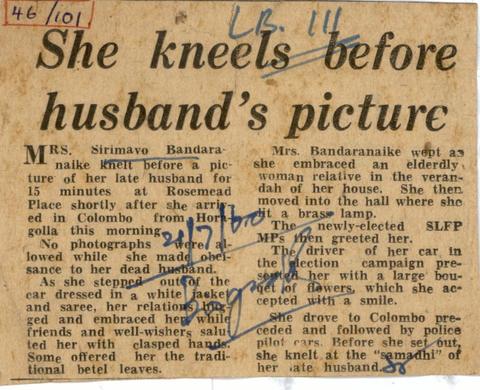 46/101
L.B. 111
She kneels before
husband's picture
MRS. Sirimavo Bandara-
naike knelt before a pic-
ture of her late husband for
15 minutes at Rosemead
Place shortly after she arriv-
ed in Colombo from Hora-
golla this morning.
No photographs were al-
lowed while she made obei-
sance to her dead husband.
As she stepped out of the
car dressed in a white jacket
and saree, her relations hug-
ged and embraced her while
friends and well-wishers salu-
ted her with clasped hands.
Some offered her the tradi-
tional betel leaves.
Mrs. Bandaranaike wept as
she embraced an elderly
woman relative in the veran-
dah of her house. She then
moved into the hall where she
lit a brass lamp.
The newly-elected SLFP
MPs then greeted her.
The driver of her car in
the election campaign pre-
sented her with a large bou-
quet of flowers, which she ac-
cepted with a smile.
She drove to Colombo pre-
ceded and followed by police
pilot cars. Before she set out,
she knelt at the "samadhi" of
her late husband.
21/7/60